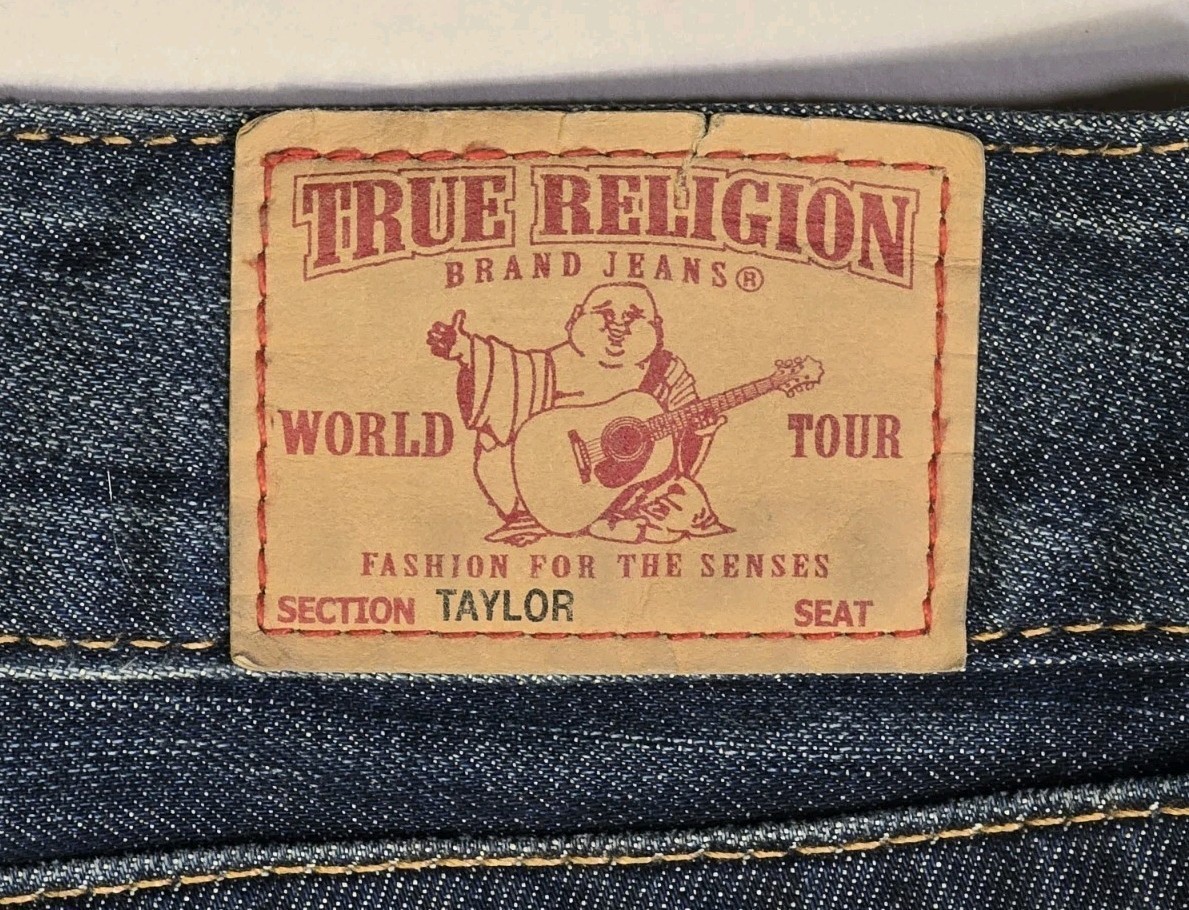 TRUE RELIGION
BRAND JEANS®
WORLD TOUR
FASHION FOR THE SENSES
SECTION TAYLOR SEAT